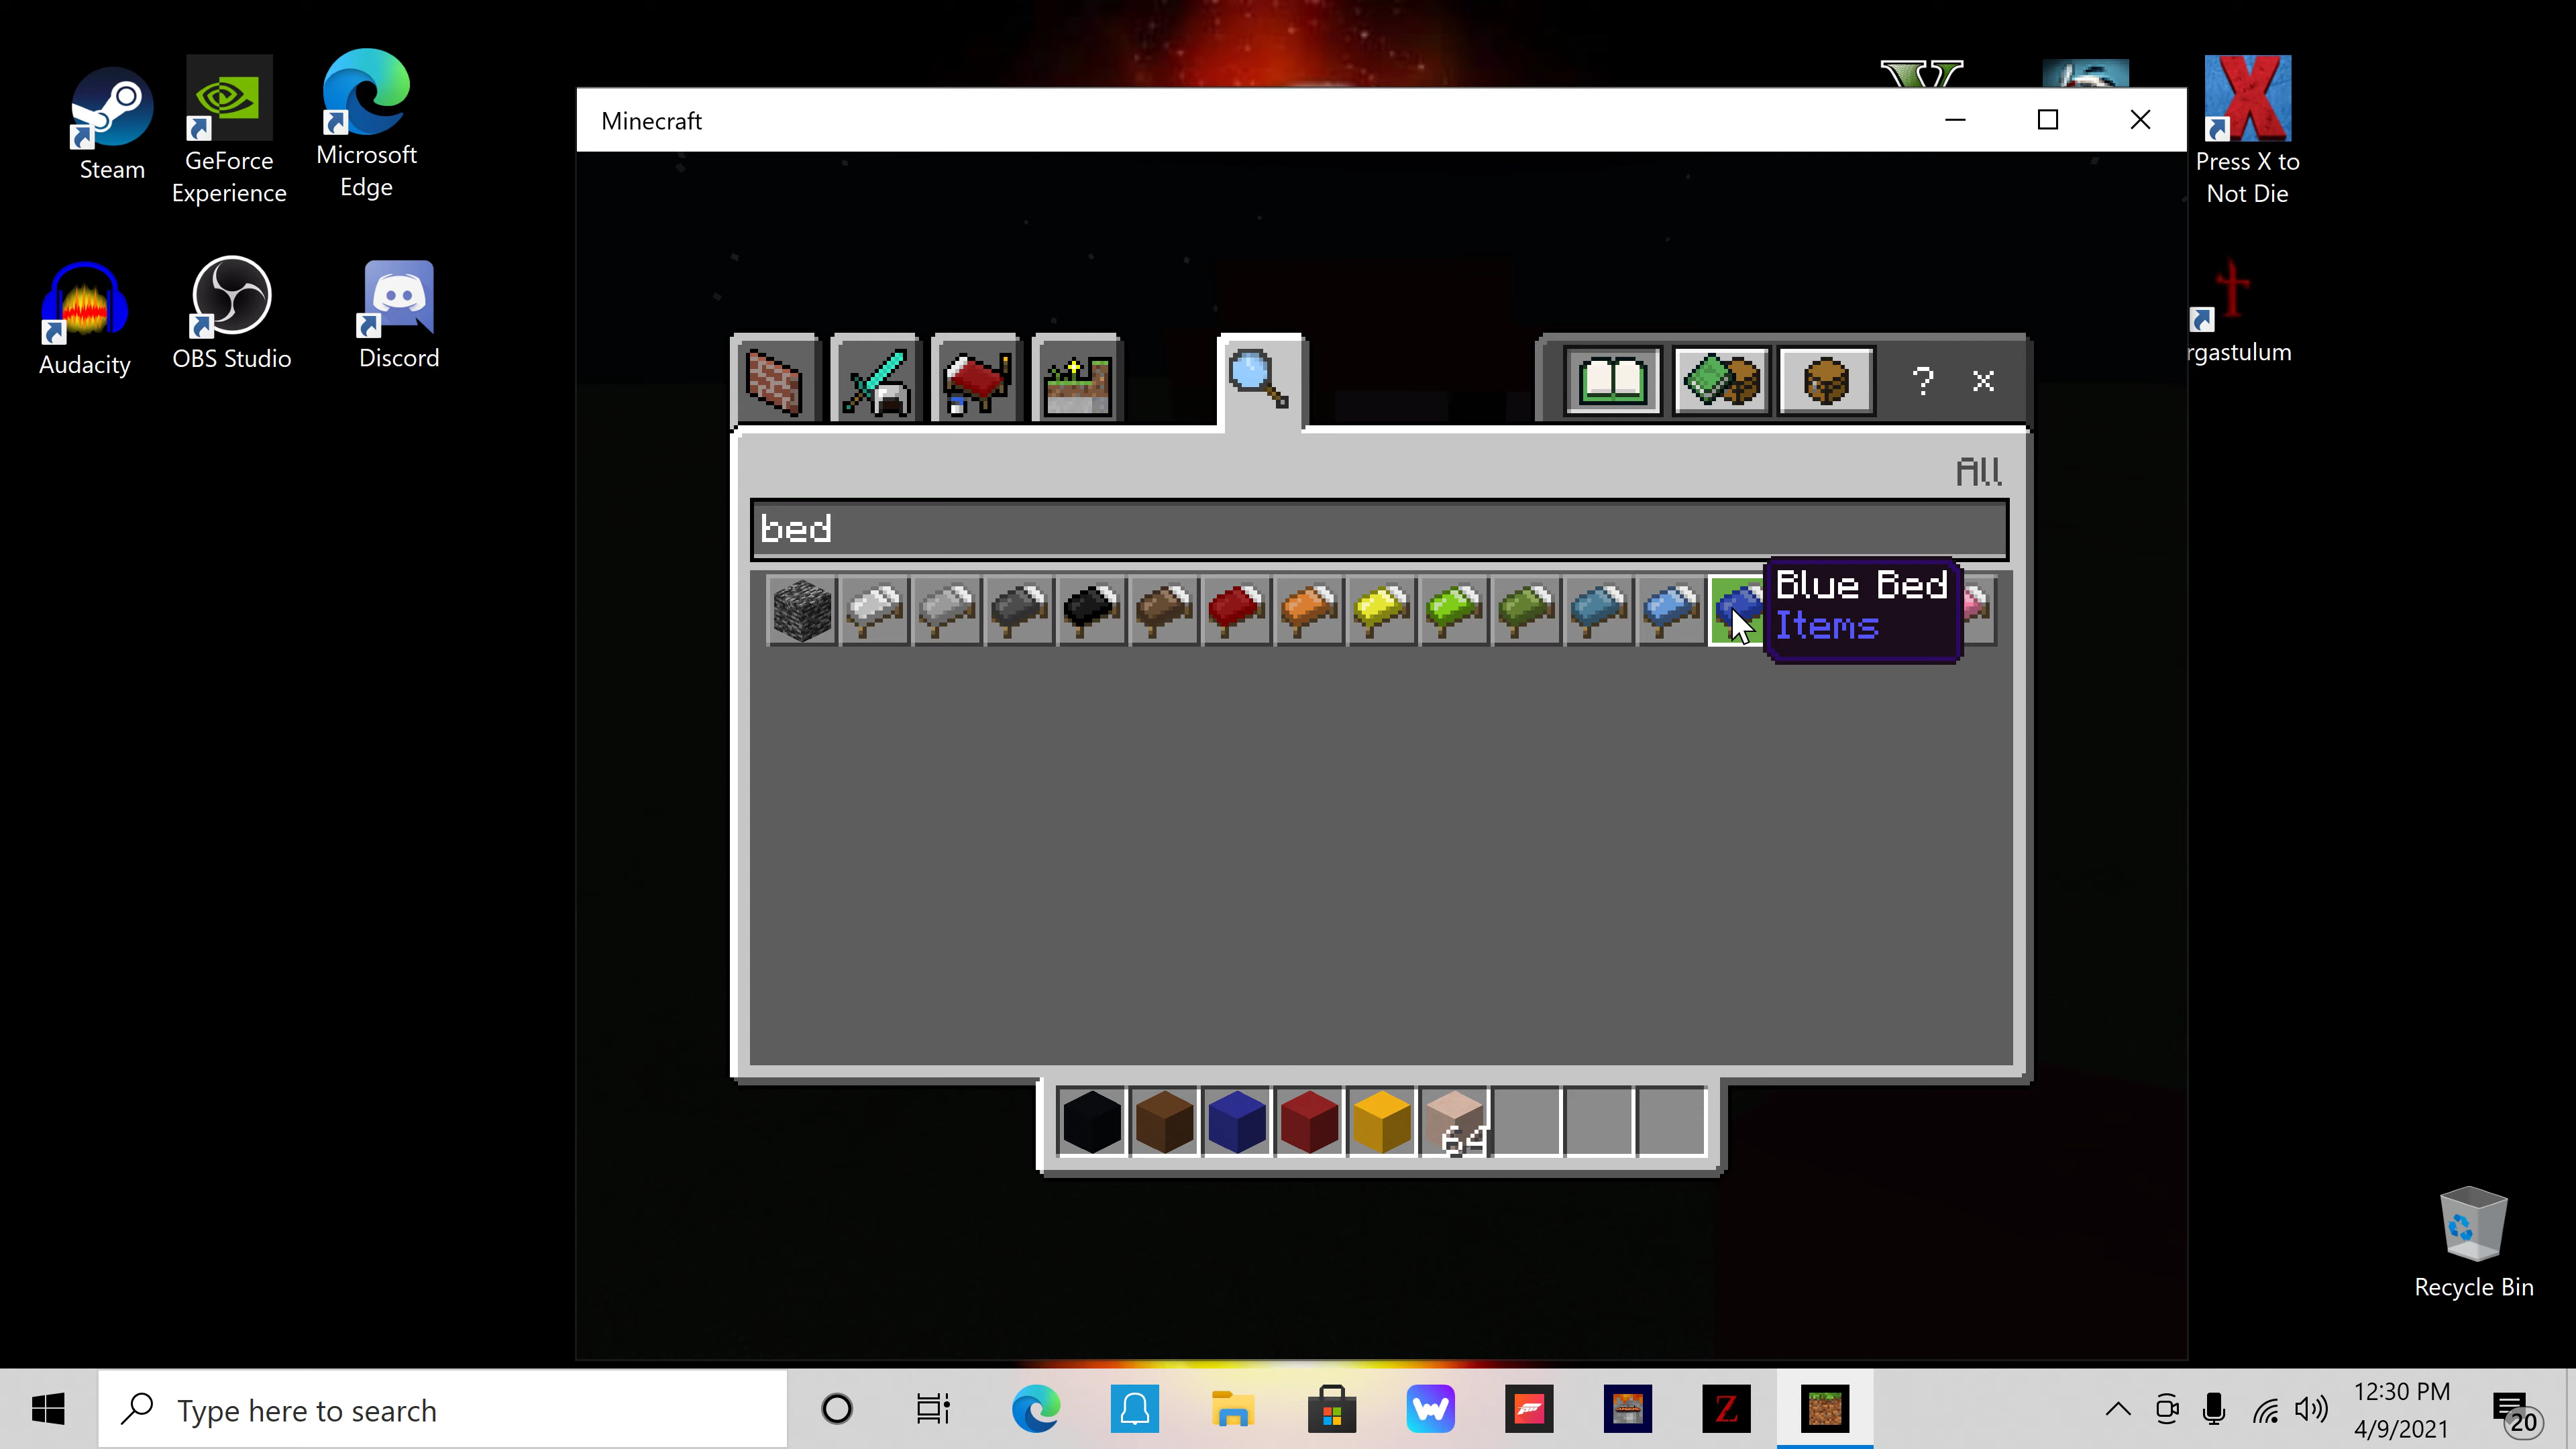 Steam
GeForce
Experience
Microsoft
Edge
Audacity
OBS Studio
Discord
Minecraft
Press X to
Not Die
rgastulum
?
All
bed
Blue Bed
Items
64
Recycle Bin
Type here to search
12:30 PM
4/9/2021
20